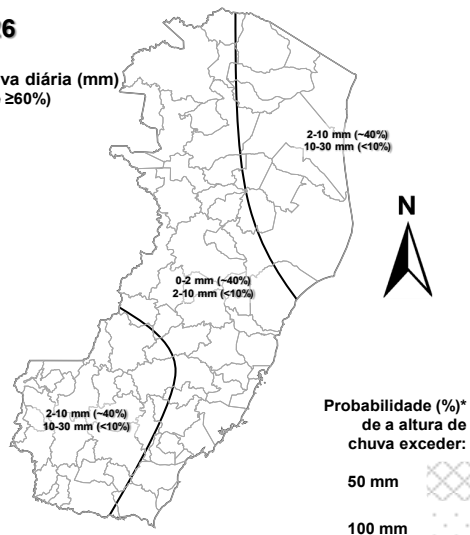 26
va diária (mm)
≥60%)
2-10 mm (~40%)
10-30 mm (<10%)
N
0-2 mm (~40%)
2-10 mm (<10%)
2-10 mm (~40%)
10-30 mm (<10%)
Probabilidade (%)*
de a altura de
chuva exceder:
50 mm
100 mm